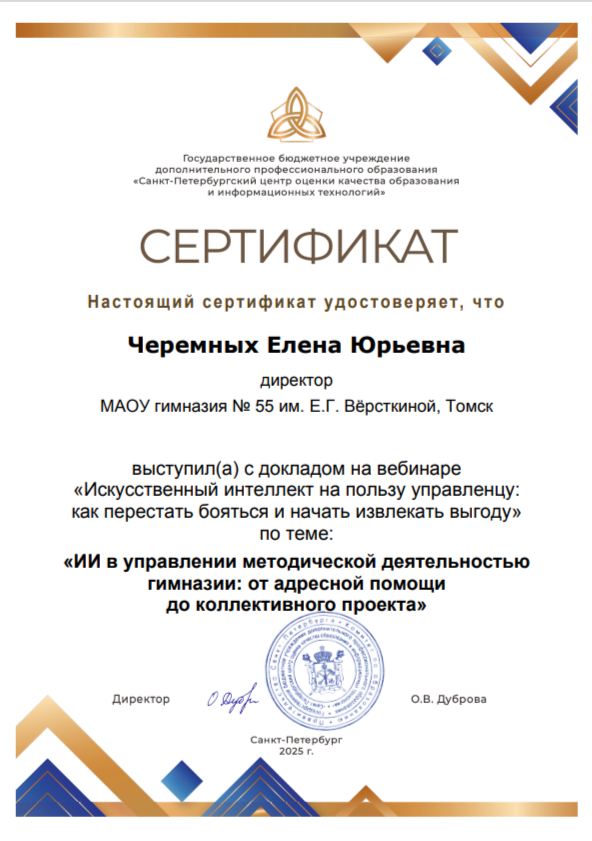 Государственное бюджетное учреждение
дополнительного профессионального образования
«Санкт-Петербургский центр оценки качества образования
и информационных технологий»
СЕРТИФИКАТ
Настоящий сертификат удостоверяет, что
Черемных Елена Юрьевна
директор
МАОУ гимназия № 55 им. Е.Г. Вёрсткиной, Томск
выступил(а) с докладом на вебинаре
«Искусственный интеллект на пользу управленцу:
как перестать бояться и начать извлекать выгоду»
по теме:
«ИИ в управлении методической деятельностью
гимназии: от адресной помощи
до коллективного проекта»
Директор
О.В. Дуброва
Санкт-Петербург
2025 г.